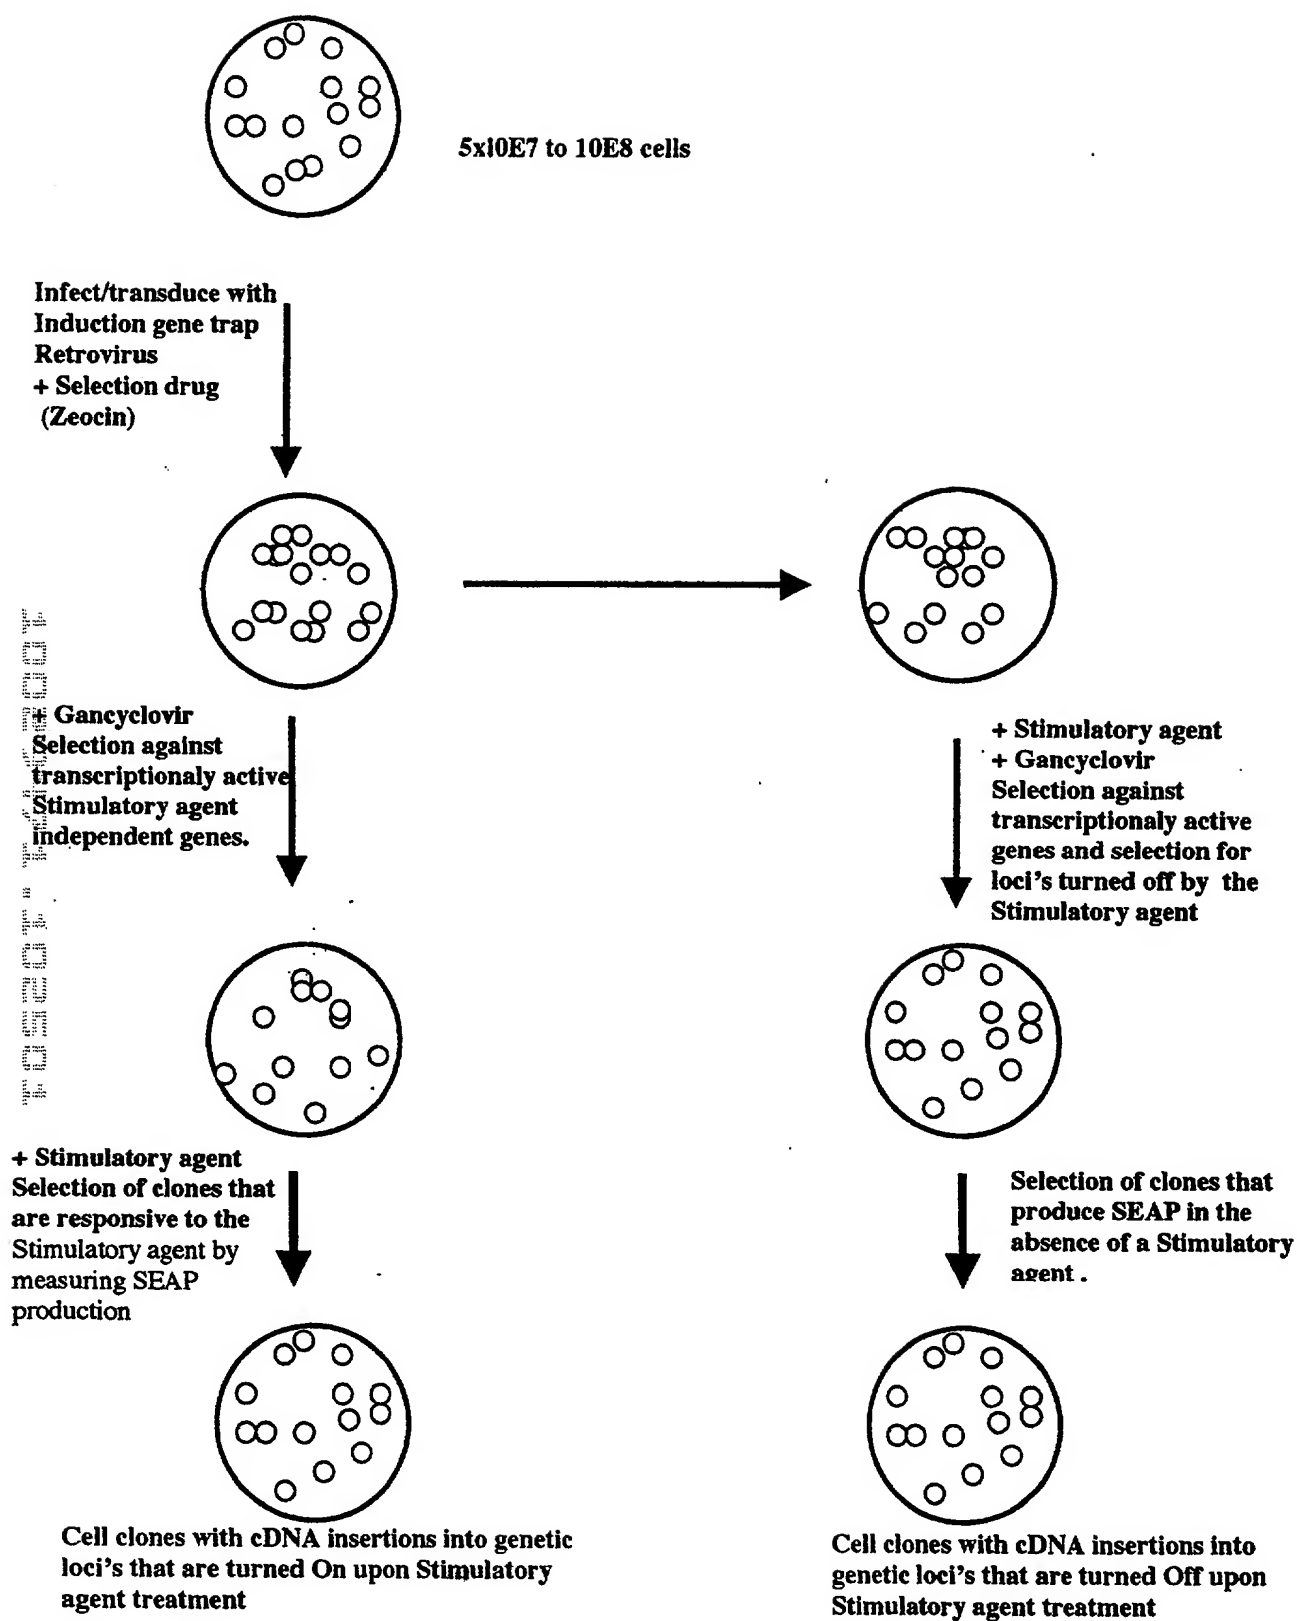 5x10E7 to 10E8 cells
Infect/transduce with
Induction gene trap
Retrovirus
+ Selection drug
(Zeocin)
+ Gancyclovir
Selection against
transcriptionaly active
Stimulatory agent
independent genes.
+ Stimulatory agent
+ Gancyclovir
Selection against
transcriptionaly active
genes and selection for
loci's turned off by the
Stimulatory agent
+ Stimulatory agent
Selection of clones that
are responsive to the
Stimulatory agent by
measuring SEAP
production
Selection of clones that
produce SEAP in the
absence of a Stimulatory
agent .
Cell clones with cDNA insertions into genetic
loci's that are turned On upon Stimulatory
agent treatment
Cell clones with cDNA insertions into
genetic loci's that are turned Off upon
Stimulatory agent treatment